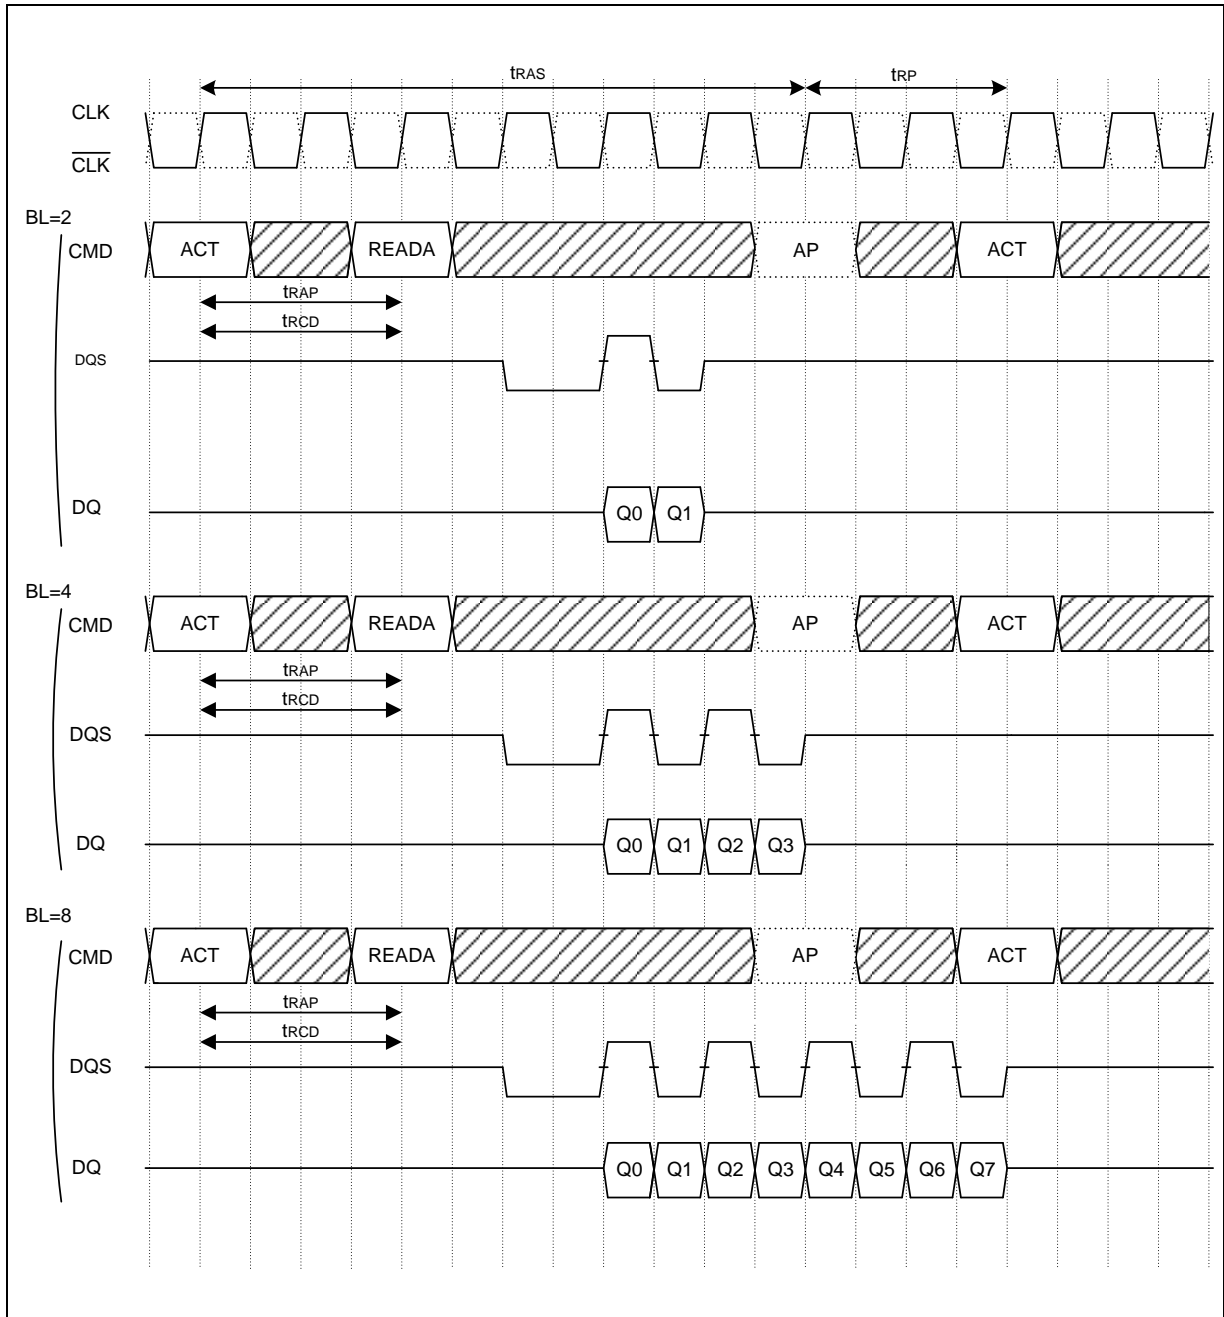 tRAS tRP
CLK
CLK
BL=2
CMD ACT READA AP ACT
tRAP
tRCD
DQS
DQ Q0 Q1
BL=4
CMD ACT READA AP ACT
tRAP
tRCD
DQS
DQ Q0 Q1 Q2 Q3
BL=8
CMD ACT READA AP ACT
tRAP
tRCD
DQS
DQ Q0 Q1 Q2 Q3 Q4 Q5 Q6 Q7